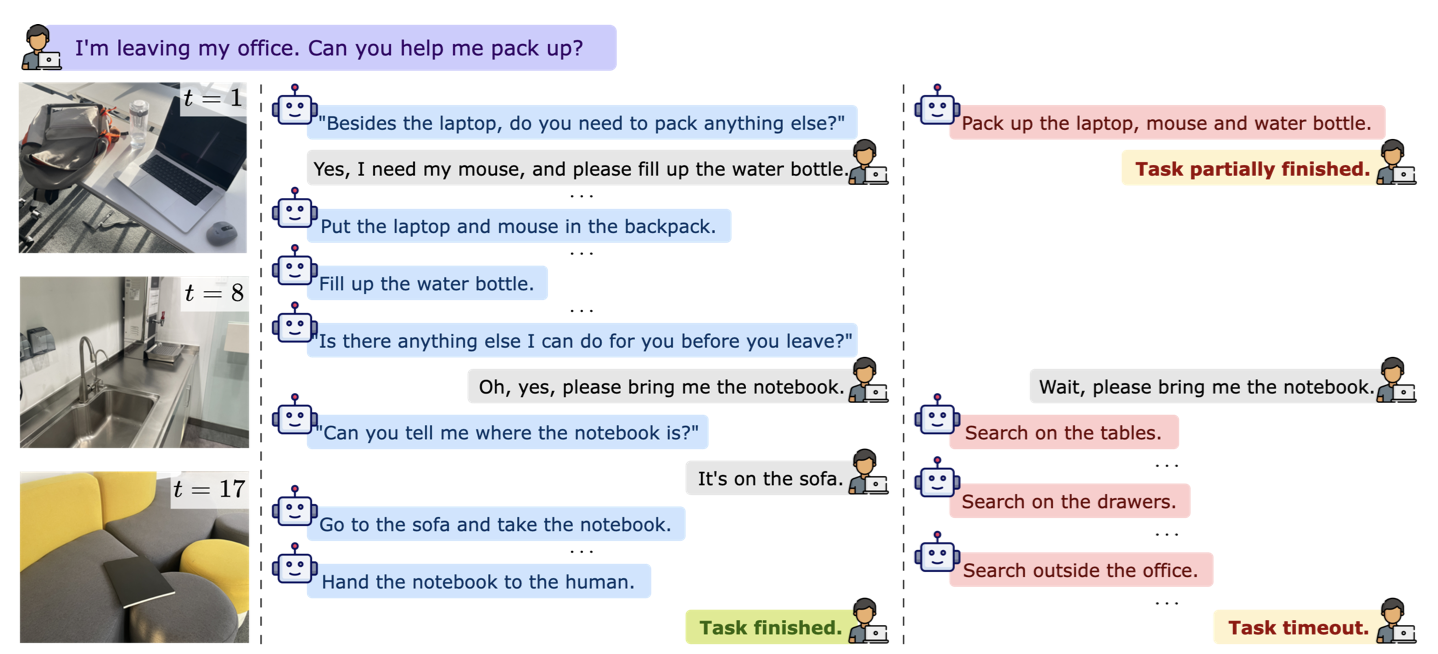 I'm leaving my office. Can you help me pack up?
t = 1
"Besides the laptop, do you need to pack anything else?"
Yes, I need my mouse, and please fill up the water bottle.
...
Put the laptop and mouse in the backpack.
...
Fill up the water bottle.
...
t = 8
"Is there anything else I can do for you before you leave?"
Oh, yes, please bring me the notebook.
"Can you tell me where the notebook is?"
It's on the sofa.
t = 17
Go to the sofa and take the notebook.
...
Hand the notebook to the human.
Task finished.
Pack up the laptop, mouse and water bottle.
Task partially finished.
Wait, please bring me the notebook.
Search on the tables.
...
Search on the drawers.
...
Search outside the office.
...
Task timeout.